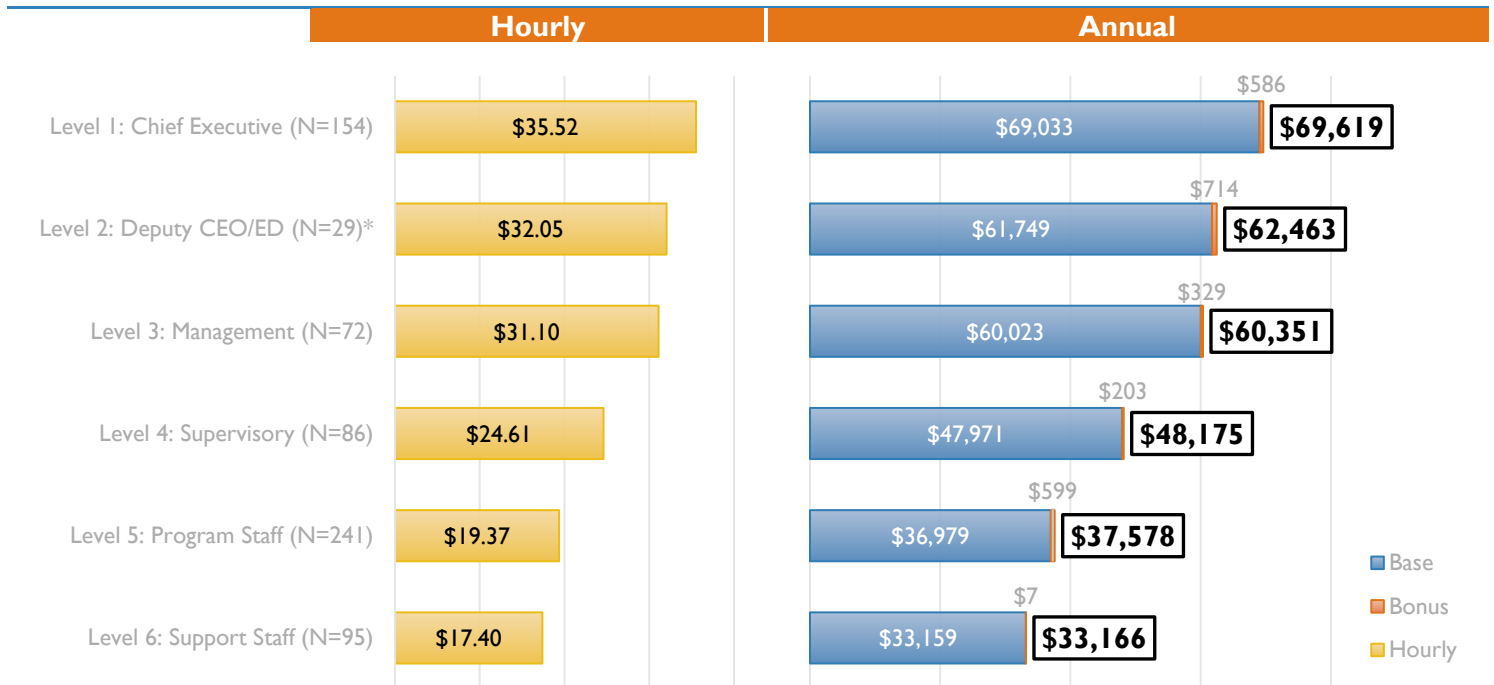 Hourly
Annual
Level 1: Chief Executive (N=154)
$35.52
$69,033
$586
$69,619
Level 2: Deputy CEO/ED (N=29)*
$32.05
$61,749
$714
$62,463
Level 3: Management (N=72)
$31.10
$60,023
$329
$60,351
Level 4: Supervisory (N=86)
$24.61
$47,971
$203
$48,175
Level 5: Program Staff (N=241)
$19.37
$36,979
$599
$37,578
Level 6: Support Staff (N=95)
$17.40
$33,159
$7
$33,166
Base
Bonus
Hourly